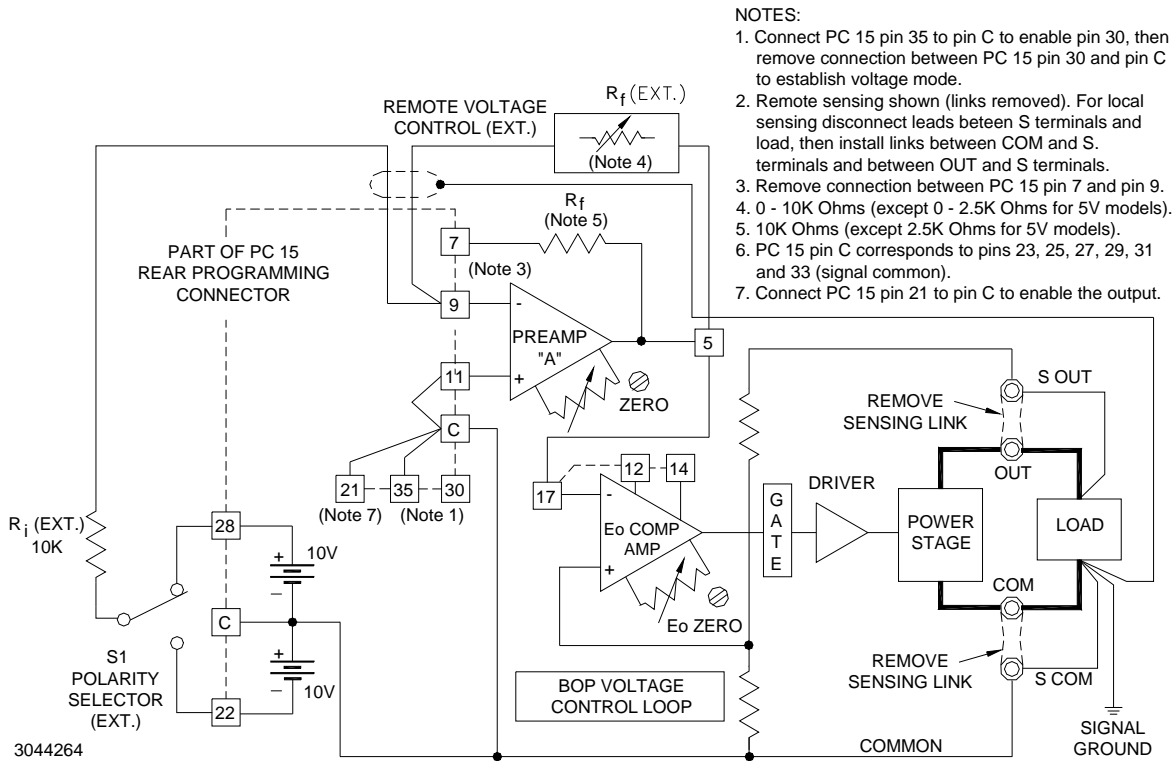 NOTES:
1. Connect PC 15 pin 35 to pin C to enable pin 30, then
remove connection between PC 15 pin 30 and pin C
to establish voltage mode.
2. Remote sensing shown (links removed). For local
sensing disconnect leads beteen S terminals and
load, then install links between COM and S.
terminals and between OUT and S terminals.
3. Remove connection between PC 15 pin 7 and pin 9.
4. 0 - 10K Ohms (except 0 - 2.5K Ohms for 5V models).
5. 10K Ohms (except 2.5K Ohms for 5V models).
6. PC 15 pin C corresponds to pins 23, 25, 27, 29, 31
and 33 (signal common).
7. Connect PC 15 pin 21 to pin C to enable the output.
REMOTE VOLTAGE
CONTROL (EXT.)
Rf (EXT.)
(Note 4)
Rf
(Note 5)
PART OF PC 15
REAR PROGRAMMING
CONNECTOR
7
(Note 3)
9
-
PREAMP
"A"
+
11
5
ZERO
C
21
35
30
(Note 7)
(Note 1)
17
12
14
-
Eo COMP
AMP
+
Eo ZERO
GATE
DRIVER
POWER
STAGE
LOAD
S OUT
REMOVE
SENSING LINK
OUT
COM
REMOVE
SENSING LINK
S COM
SIGNAL
GROUND
COMMON
BOP VOLTAGE
CONTROL LOOP
Ri (EXT.)
10K
28
+
10V
–
C
+
10V
–
22
S1
POLARITY
SELECTOR
(EXT.)
3044264